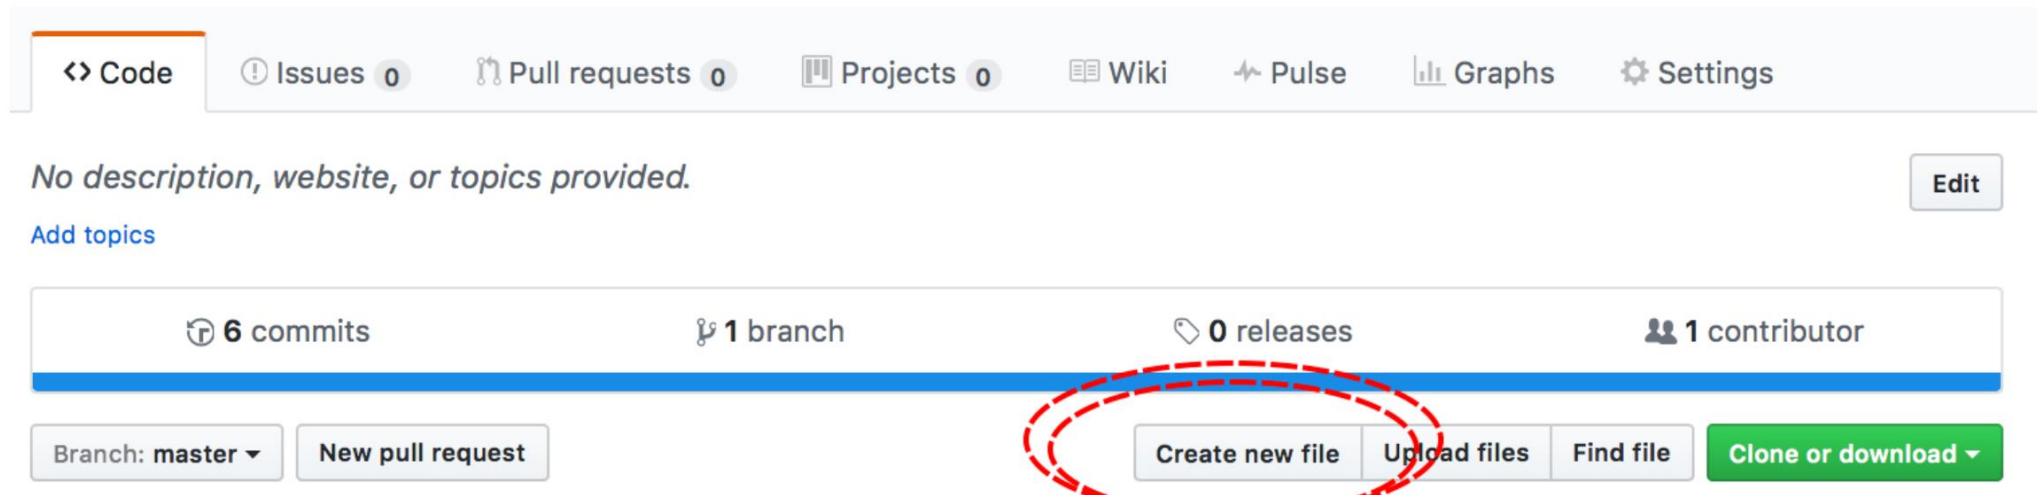 <> Code Issues 0 Pull requests 0 Projects 0 Wiki Pulse Graphs Settings
No description, website, or topics provided.
Edit
Add topics
6 commits 1 branch 0 releases 1 contributor
Branch: master New pull request Create new file Upload files Find file Clone or download